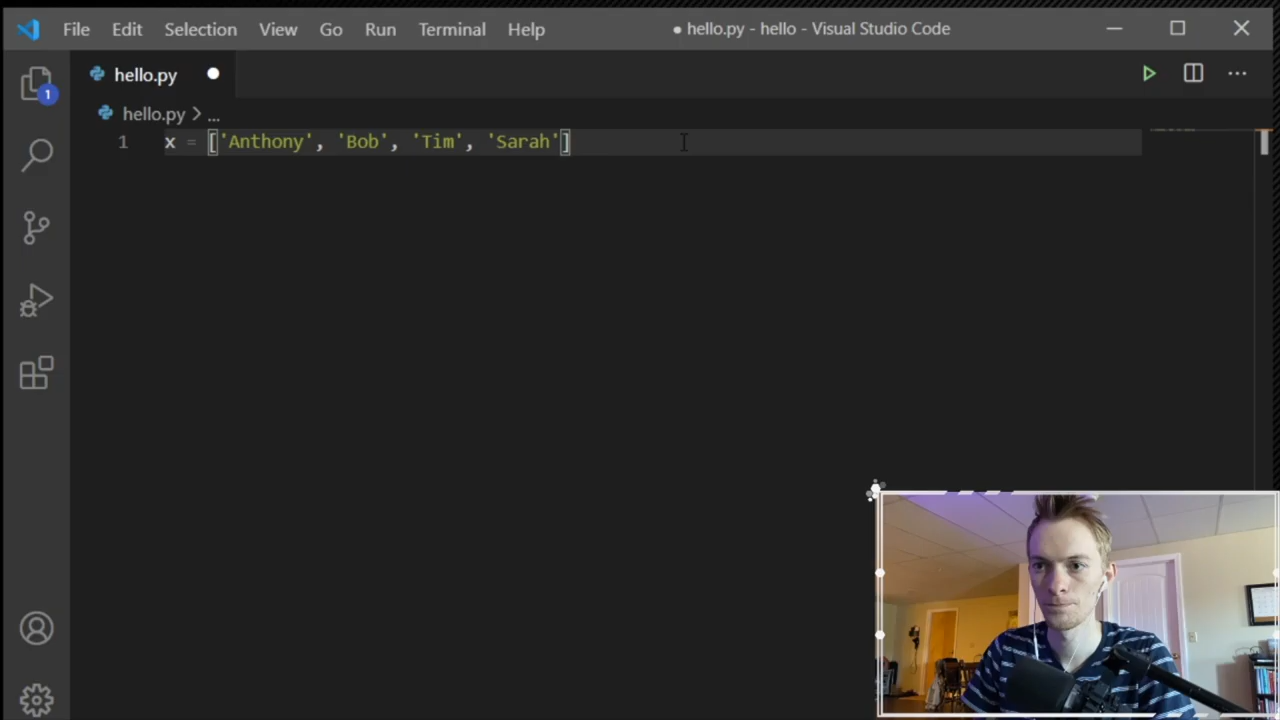 File Edit Selection View Go Run Terminal Help ● hello.py - hello - Visual Studio Code
hello.py
hello.py > ...
1
1 x = ['Anthony', 'Bob', 'Tim', 'Sarah']